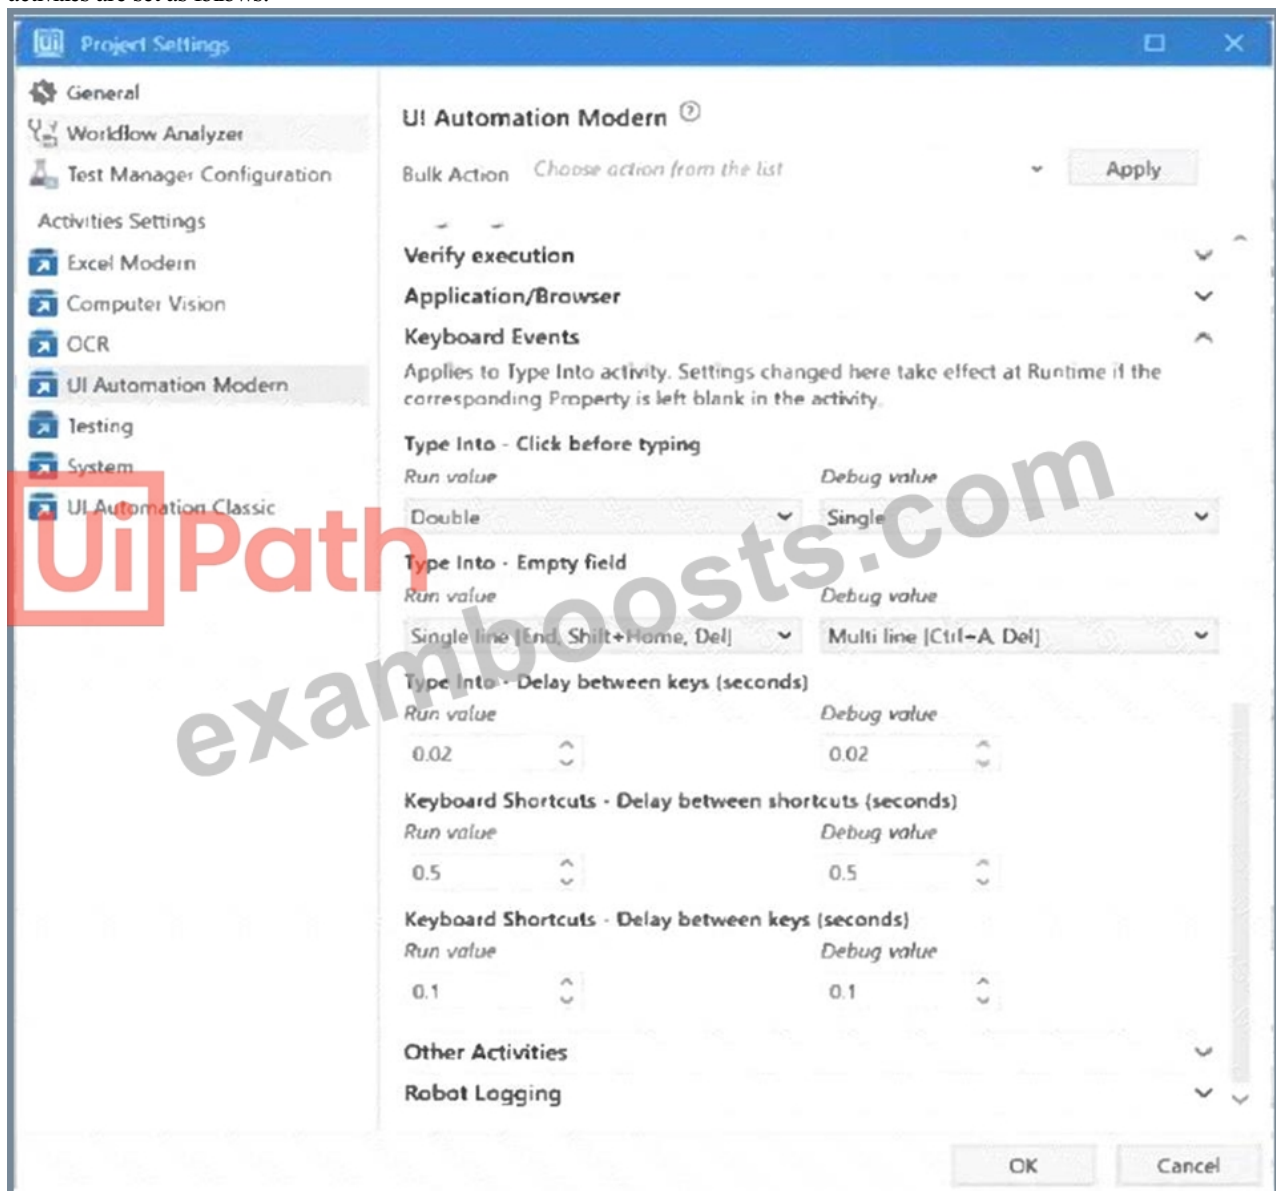 activities are set as follows:
Ui Project Settings
General
Workflow Analyzer
Test Manager Configuration
Activities Settings
Excel Modern
Computer Vision
OCR
UI Automation Modern
Testing
System
UI Automation Classic
UI Automation Modern ?
Bulk Action Choose action from the list Apply
Verify execution
Application/Browser
Keyboard Events
Applies to Type Into activity. Settings changed here take effect at Runtime if the
corresponding Property is left blank in the activity.
Type Into - Click before typing
Run value Debug value
Double Single
Type Into - Empty field
Run value Debug value
Single line [End, Shift+Home, Del] Multi line [Ctrl+A, Del]
Type Into - Delay between keys (seconds)
Run value Debug value
0.02 0.02
Keyboard Shortcuts - Delay between shortcuts (seconds)
Run value Debug value
0.5 0.5
Keyboard Shortcuts - Delay between keys (seconds)
Run value Debug value
0.1 0.1
Other Activities
Robot Logging
OK Cancel
UiPath
examboosts.com